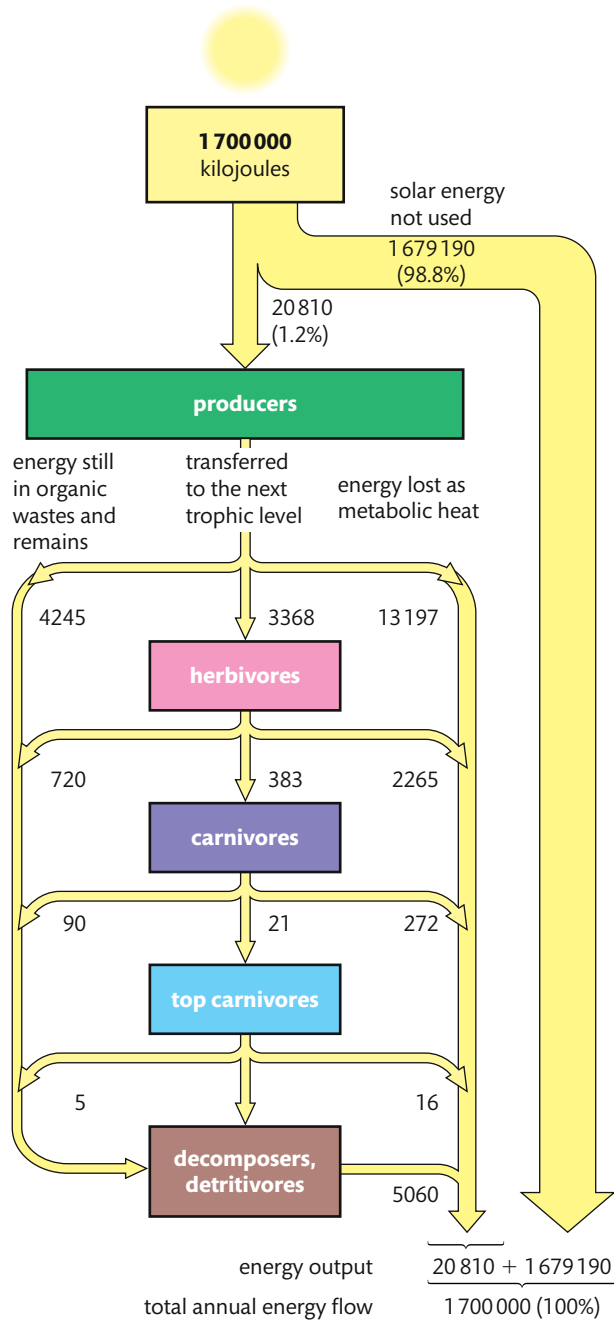 1 700 000
kilojoules
solar energy
not used
1 679 190
(98.8%)
20 810
(1.2%)
producers
energy still
in organic
wastes and
remains
transferred
to the next
trophic level
energy lost as
metabolic heat
4245 3368 13 197
herbivores
720 383 2265
carnivores
90 21 272
top carnivores
5 16
decomposers,
detritivores
5060
energy output 20 810 + 1 679 190
total annual energy flow 1 700 000 (100%)